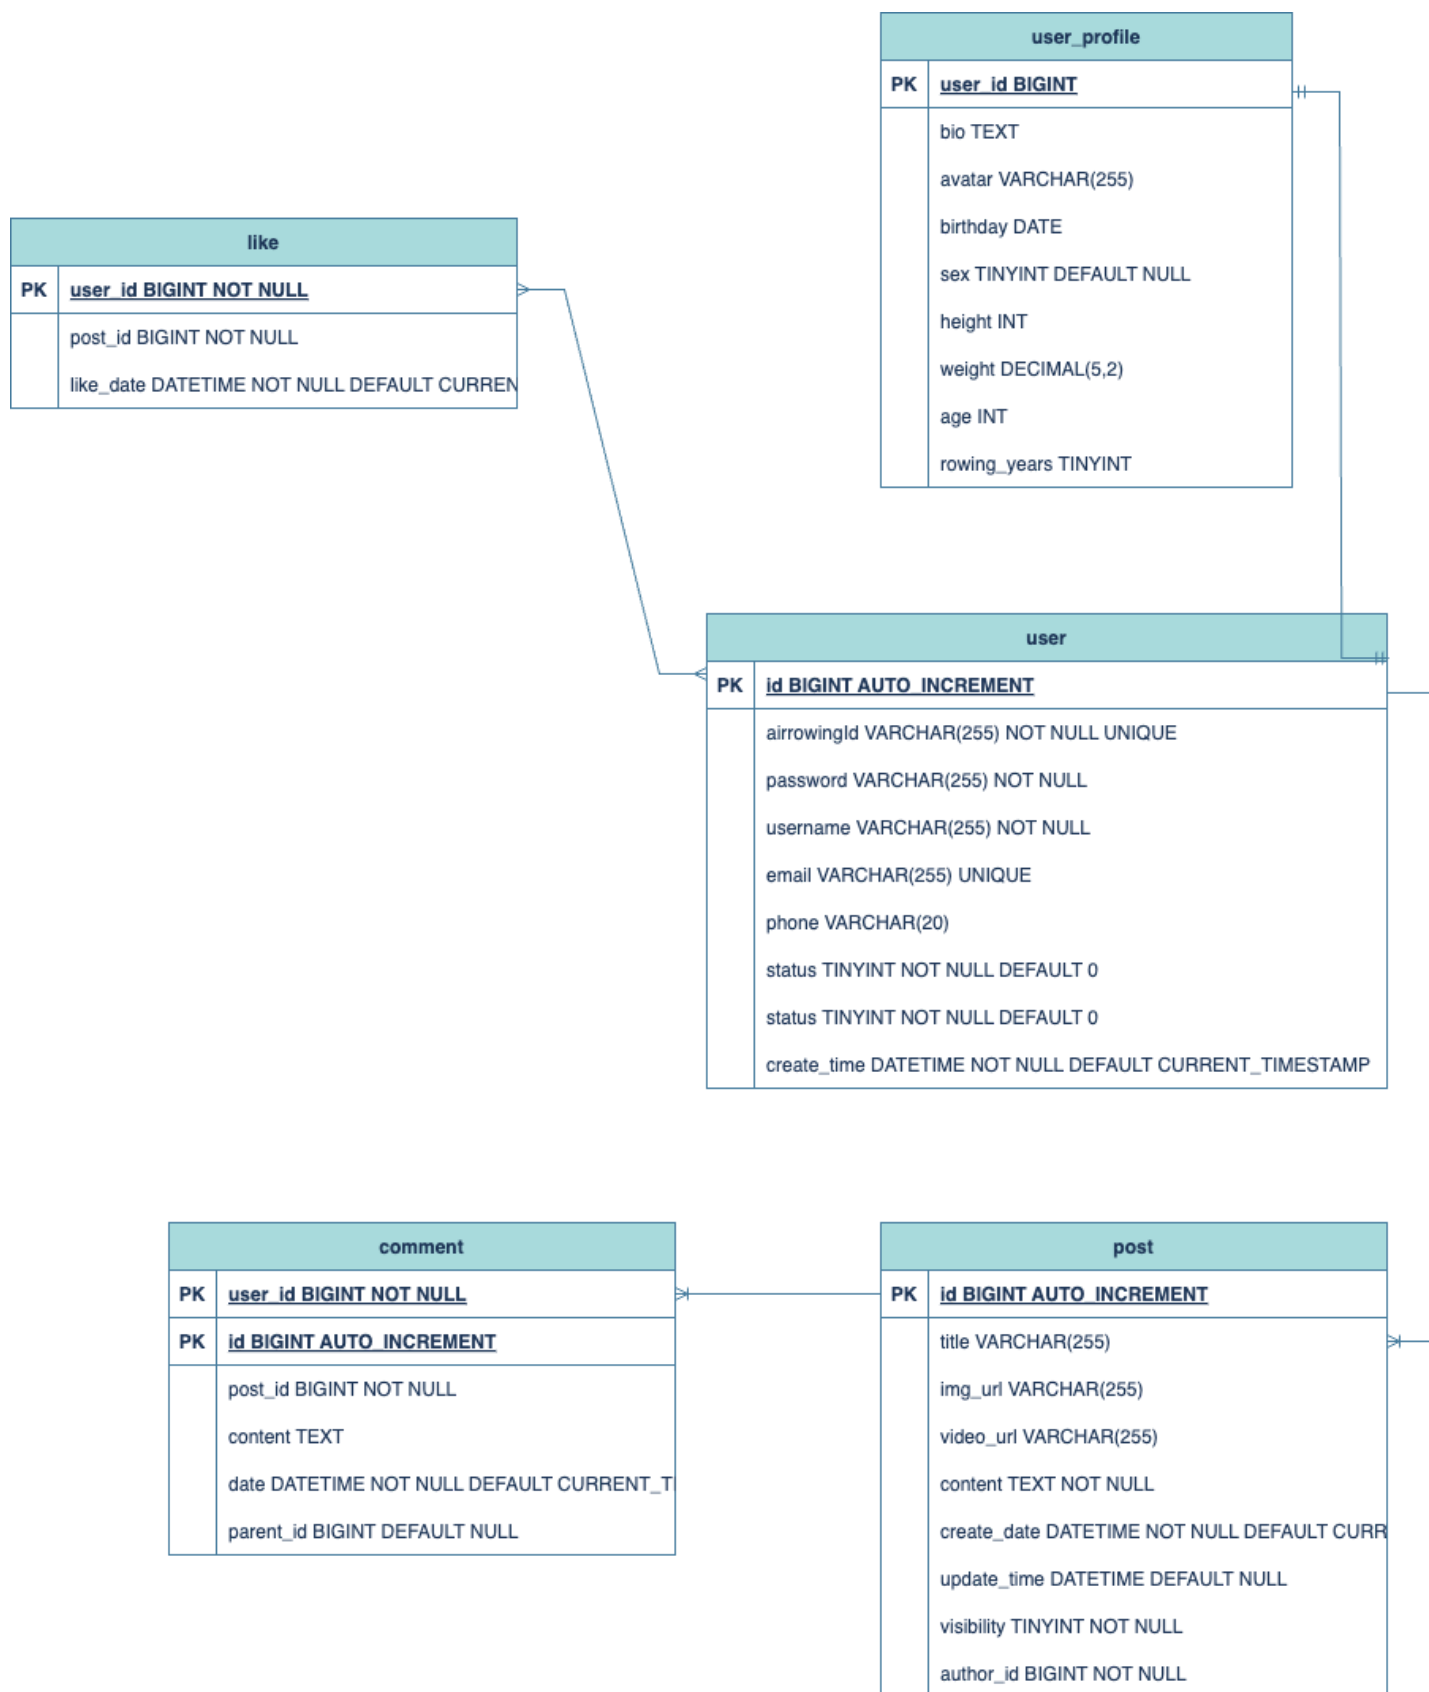 user_profile
PK user_id BIGINT
bio TEXT
avatar VARCHAR(255)
birthday DATE
sex TINYINT DEFAULT NULL
height INT
weight DECIMAL(5,2)
age INT
rowing_years TINYINT
like
PK user_id BIGINT NOT NULL
post_id BIGINT NOT NULL
like_date DATETIME NOT NULL DEFAULT CURREN
user
PK id BIGINT AUTO_INCREMENT
airrowingId VARCHAR(255) NOT NULL UNIQUE
password VARCHAR(255) NOT NULL
username VARCHAR(255) NOT NULL
email VARCHAR(255) UNIQUE
phone VARCHAR(20)
status TINYINT NOT NULL DEFAULT 0
status TINYINT NOT NULL DEFAULT 0
create_time DATETIME NOT NULL DEFAULT CURRENT_TIMESTAMP
comment
PK user_id BIGINT NOT NULL
PK id BIGINT AUTO_INCREMENT
post_id BIGINT NOT NULL
content TEXT
date DATETIME NOT NULL DEFAULT CURRENT_TI
parent_id BIGINT DEFAULT NULL
post
PK id BIGINT AUTO_INCREMENT
title VARCHAR(255)
img_url VARCHAR(255)
video_url VARCHAR(255)
content TEXT NOT NULL
create_date DATETIME NOT NULL DEFAULT CURR
update_time DATETIME DEFAULT NULL
visibility TINYINT NOT NULL
author_id BIGINT NOT NULL